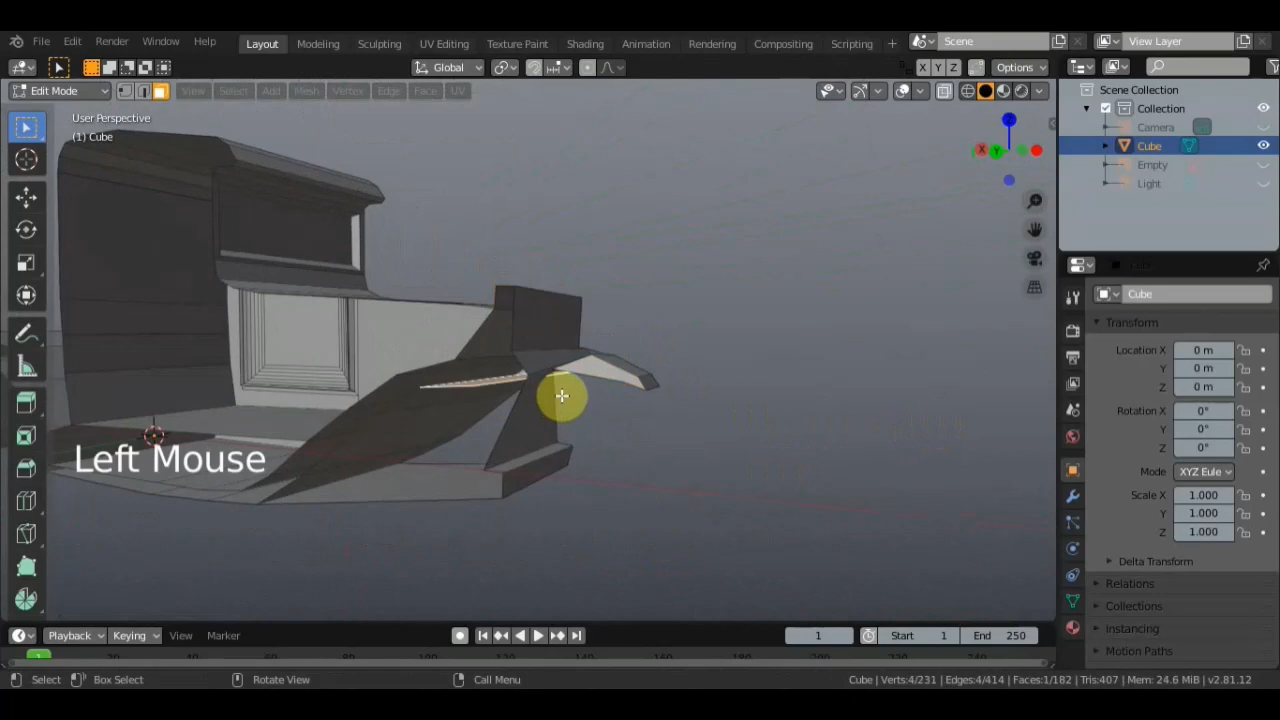 File Edit Render Window Help Layout Modeling Sculpting UV Editing Texture Paint Shading Animation Rendering Compositing Scripting + Scene View Layer
Global X Y Z Options
Edit Mode View Select Add Mesh Vertex Edge Face UV
User Perspective
(1) Cube
Z
X Y
Left Mouse
Scene Collection
Collection
Camera
Cube
Empty
Light
Cube
Transform
Location X 0 m
Y 0 m
Z 0 m
Rotation X 0°
Y 0°
Z 0°
Mode XYZ Eule
Scale X 1.000
Y 1.000
Z 1.000
Delta Transform
Relations
Collections
Instancing
Motion Paths
Playback Keying View Marker 1 Start 1 End 250
1
Select Box Select Rotate View Call Menu Cube | Verts:4/231 | Edges:4/414 | Faces:1/182 | Tris:407 | Mem: 24.6 MiB | v2.81.12